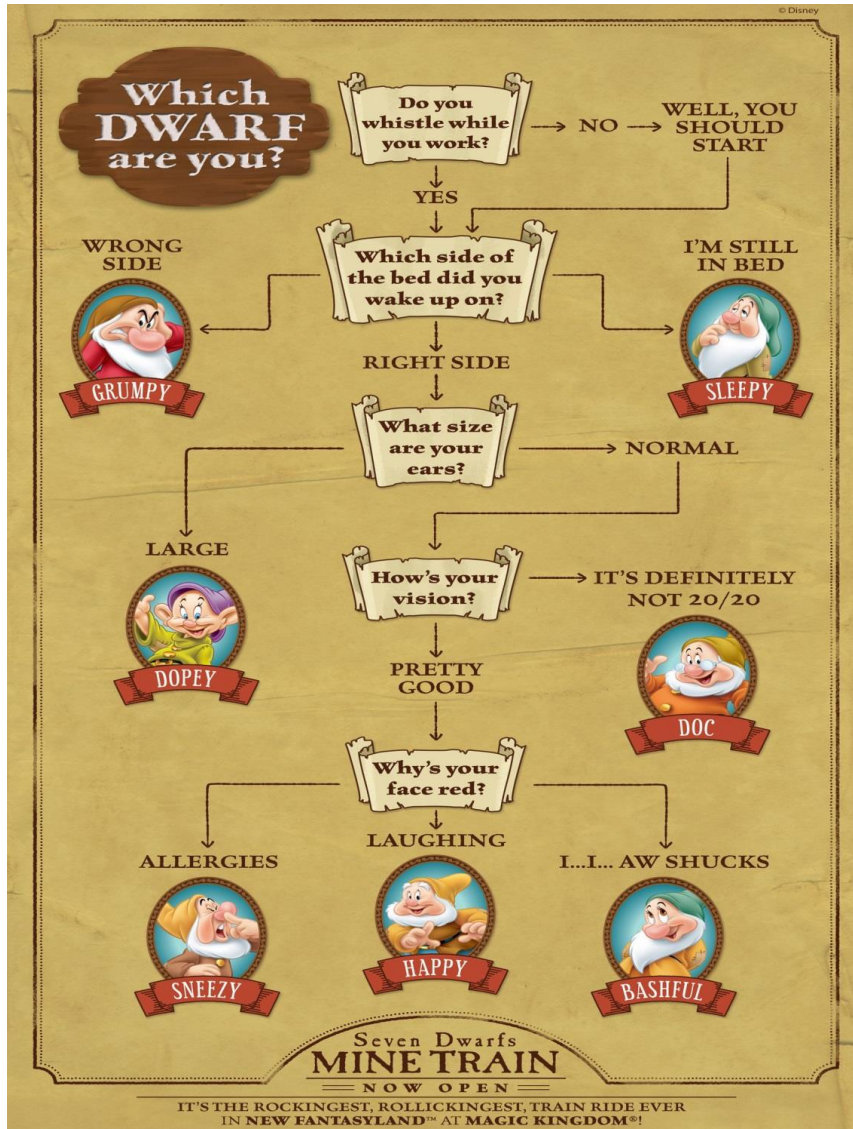 © Disney
Which
DWARF
are you?
Do you
whistle while
you work?
NO
WELL, YOU
SHOULD
START
YES
WRONG
SIDE
Which side of
the bed did you
wake up on?
I'M STILL
IN BED
GRUMPY
RIGHT SIDE
SLEEPY
What size
are your
ears?
NORMAL
LARGE
How's your
vision?
IT'S DEFINITELY
NOT 20/20
DOPEY
PRETTY
GOOD
DOC
Why's your
face red?
ALLERGIES
LAUGHING
I...I... AW SHUCKS
SNEEZY
HAPPY
BASHFUL
Seven Dwarfs
MINE TRAIN
NOW OPEN
IT'S THE ROCKINGEST, ROLLICKINGEST, TRAIN RIDE EVER
IN NEW FANTASYLAND™ AT MAGIC KINGDOM®!